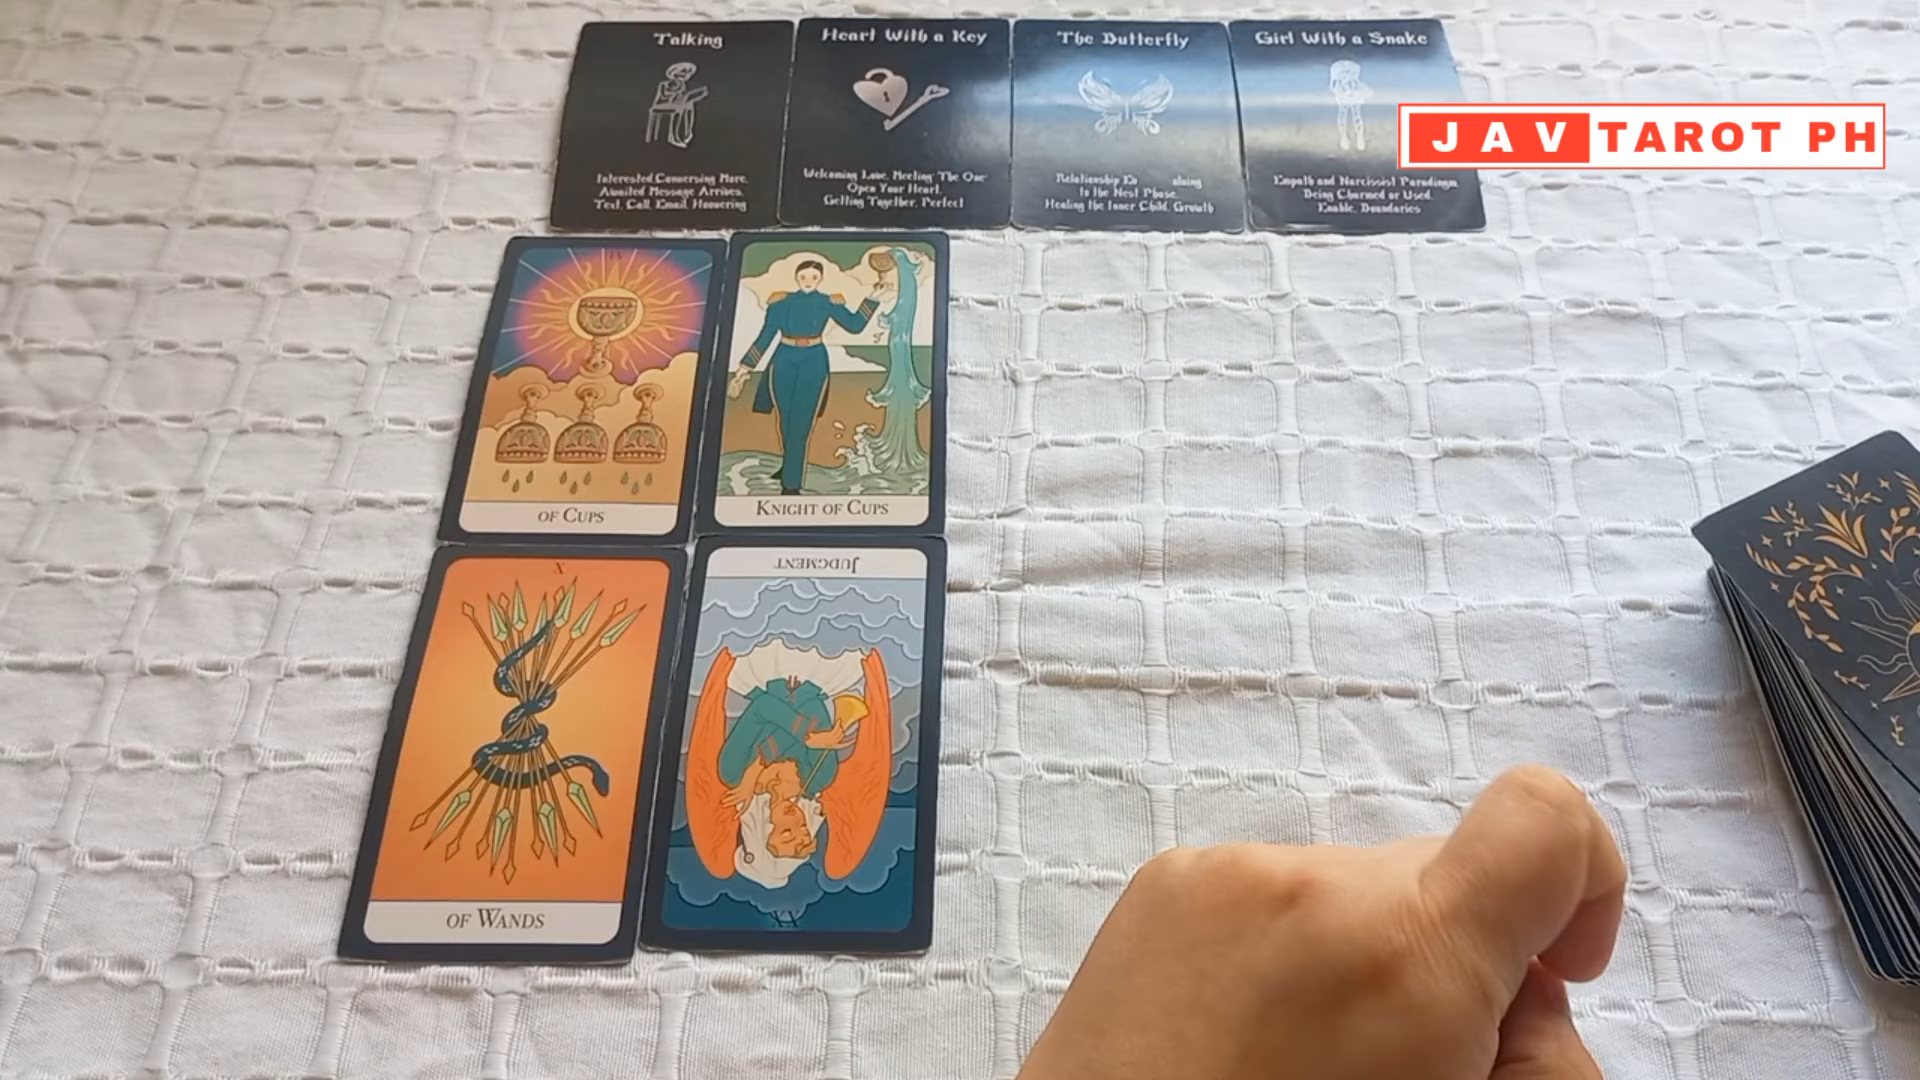 Talking
Interested Conversing More,
Awaited Message Arrives,
Text, Call, Email, Hoovering
Heart With a Key
Welcoming Love, Meeting The One
Open Your Heart,
Getting Together, Perfect
The Butterfly
Relationship
to the Next Phase,
Healing the Inner Child, Growth
Girl With a Snake
Empath and Narcissist Paradigm,
Being Charmed or Used,
Enable, Boundaries
JAV TAROT PH
OF CUPS
KNIGHT OF CUPS
X
OF WANDS
JUDGMENT
XX